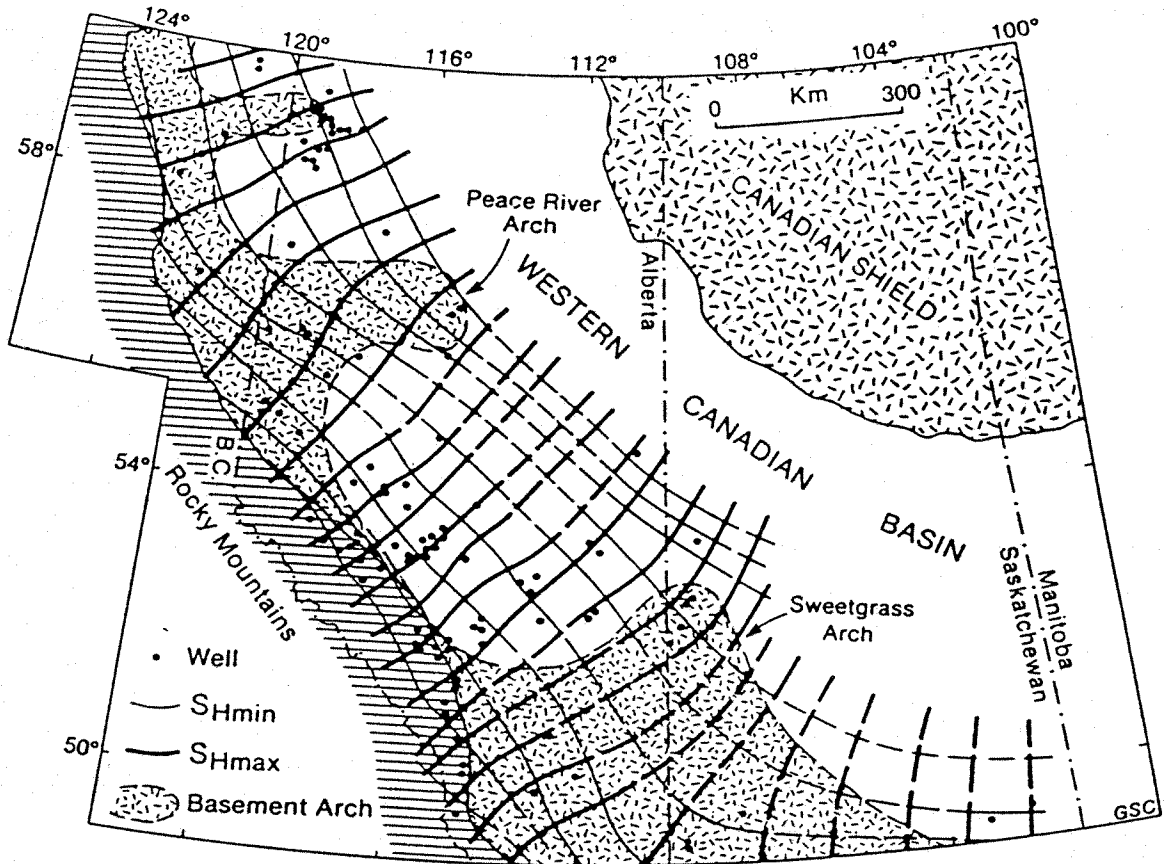 124°
120°
116°
112°
108°
104°
100°
Km
0 300
58°
54°
50°
Peace River
Arch
WESTERN
CANADIAN
BASIN
CANADIAN SHIELD
Alberta
BC
Rocky Mountains
Sweetgrass
Arch
Saskatchewan
Manitoba
Well
SHmin
SHmax
Basement Arch
GSC